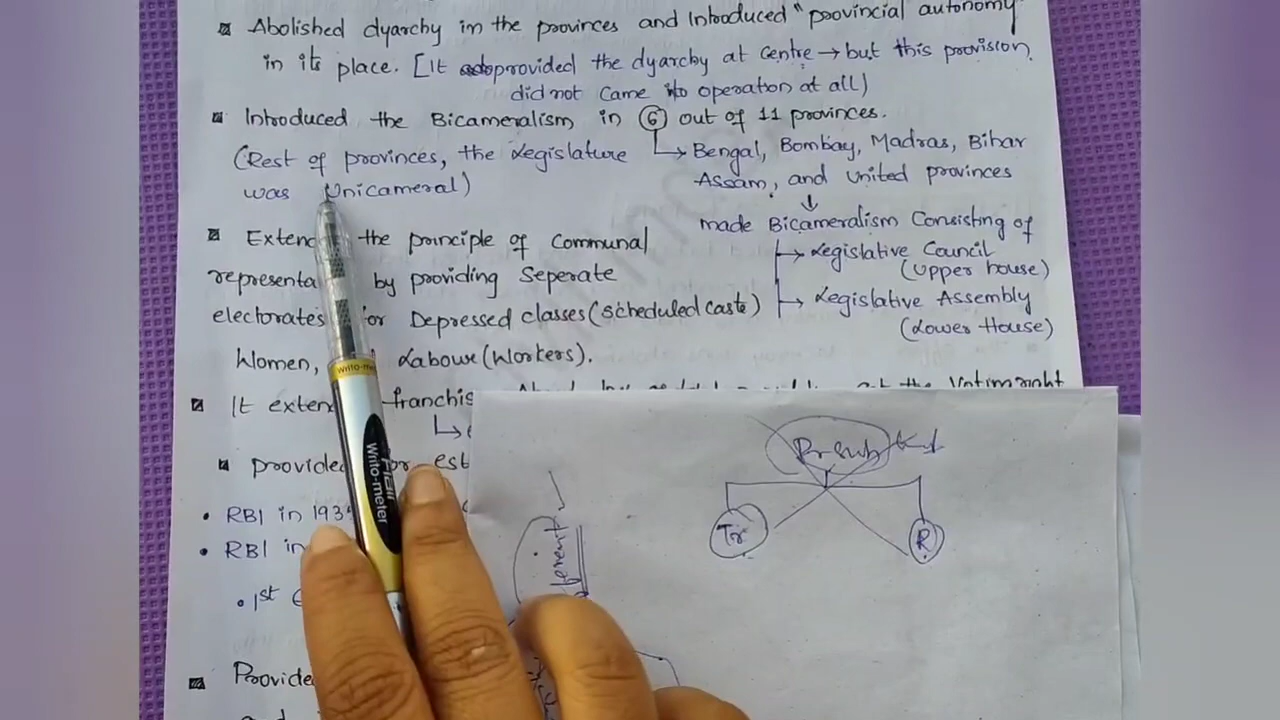 Abolished dyarchy in the provinces and Introduced "provincial autonomy"
in its place. [It provided the dyarchy at Centre → but this provision
did not came into operation at all)
Introduced the Bicameralism in 6 out of 11 provinces.
(Rest of provinces, the Legislature
was Unicameral)
↳ Bengal, Bombay, Madras, Bihar
Assam, and United provinces
↓
made Bicameralism Consisting of
→ Legislative Council
(Upper house)
→ Legislative Assembly
(Lower House)
Extend the principle of Communal
representa by providing Seperate
electorates for Depressed classes (Scheduled Caste)
Women, Labour (Workers).
It exten franchis
provided est
• RBI in 193
• RBI in
• 1st
Provide
Tr
R
Flair
Writo-meter